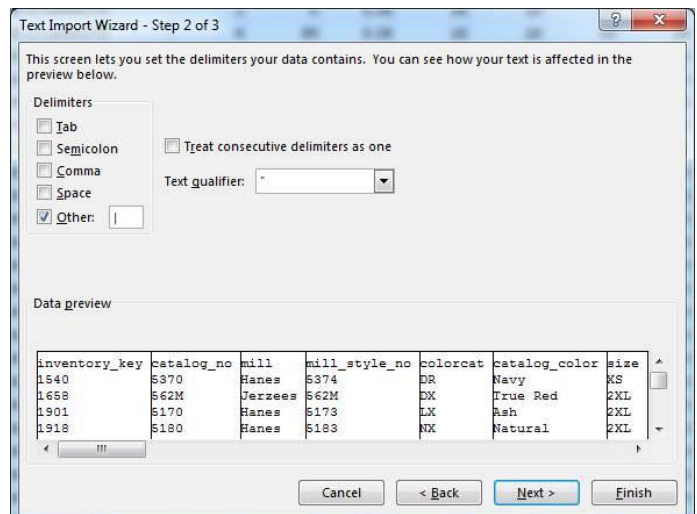 Text Import Wizard - Step 2 of 3
This screen lets you set the delimiters your data contains. You can see how your text is affected in the
preview below.
Delimiters
Tab
Semicolon
Treat consecutive delimiters as one
Comma
Text qualifier: "
Space
Other: |
Data preview
inventory_key catalog_no mill mill_style_no colorcat catalog_color size
1540 5370 Hanes 5374 DR Navy XS
1658 562M Jerzees 562M DX True Red 2XL
1901 5170 Hanes 5173 LX Ash 2XL
1918 5180 Hanes 5183 NX Natural 2XL
Cancel < Back Next > Finish